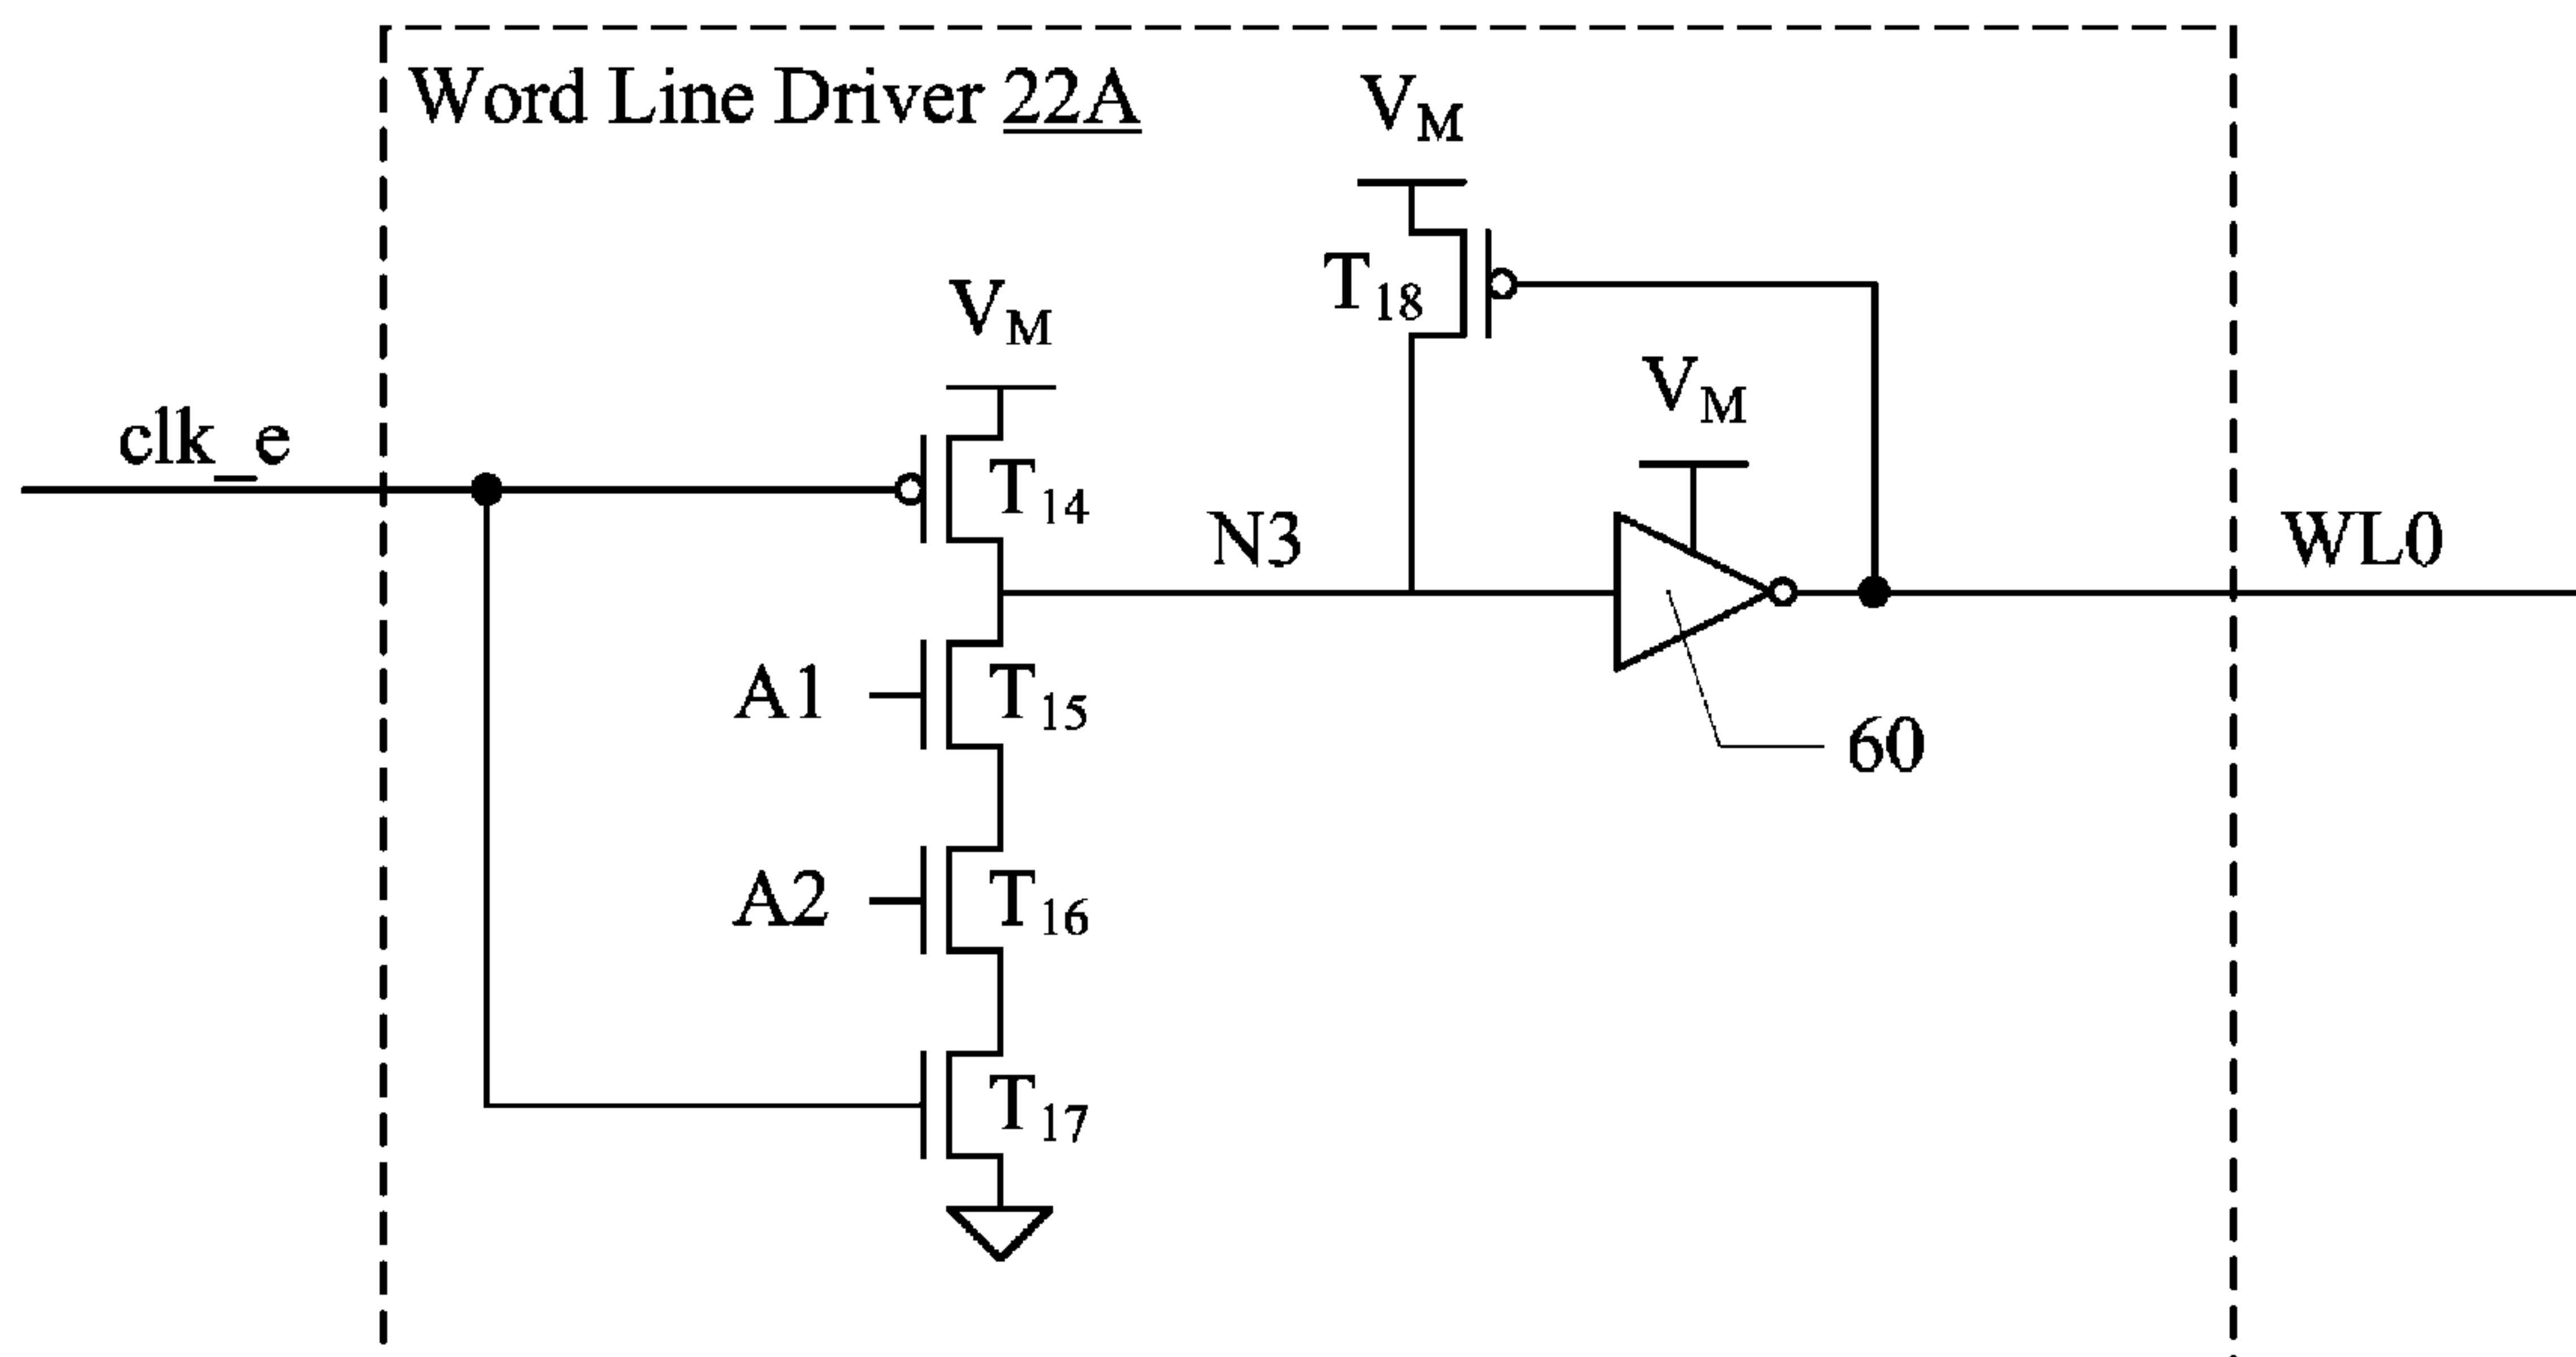 Word Line Driver 22A
VM
T18
VM
VM
clk_e
T14
N3
WL0
A1
T15
60
A2
T16
T17